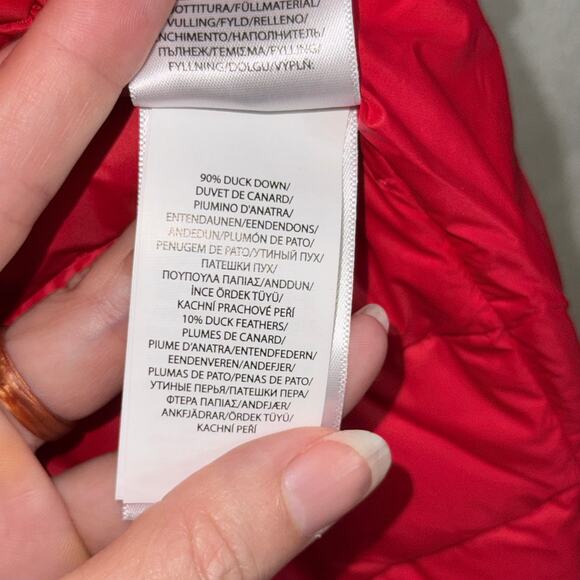 OTTITURA/FÜLLMATERIAL
VULLING/FYLD/RELLENO
NCHIMENTO/НАПОЛНИТЕЛЬ
ПЪЛНЕЖ/ΓΕΜΙΣΜΑ/FYLLING/
FYLLNING/DOLGU/VÝPLŇ:
90% DUCK DOWN/
DUVET DE CANARD/
PIUMINO D'ANATRA/
ENTENDAUNEN/EENDENDONS/
ANDEDUN/PLUMÓN DE PATO/
PENUGEM DE PATO/УТИНЫЙ ПУХ/
ПАТЕШКИ ПУХ/
ΠΟΥΠΟΥΛΑ ΠΑΠΙΑΣ/ANDDUN/
İNCE ÖRDEK TÜYÜ/
KACHNÍ PRACHOVÉ PEŘÍ
10% DUCK FEATHERS/
PLUMES DE CANARD/
PIUME D'ANATRA/ENTENDFEDERN/
EENDENVEREN/ANDEFJER/
PLUMAS DE PATO/PENAS DE PATO/
УТИНЫЕ ПЕРЬЯ/ПАТЕШКИ ПЕРА/
ΦΤΕΡΑ ΠΑΠΙΑΣ/ANDFJÆR/
ANKFJÄDRAR/ÖRDEK TÜYÜ/
KACHNÍ PEŘÍ